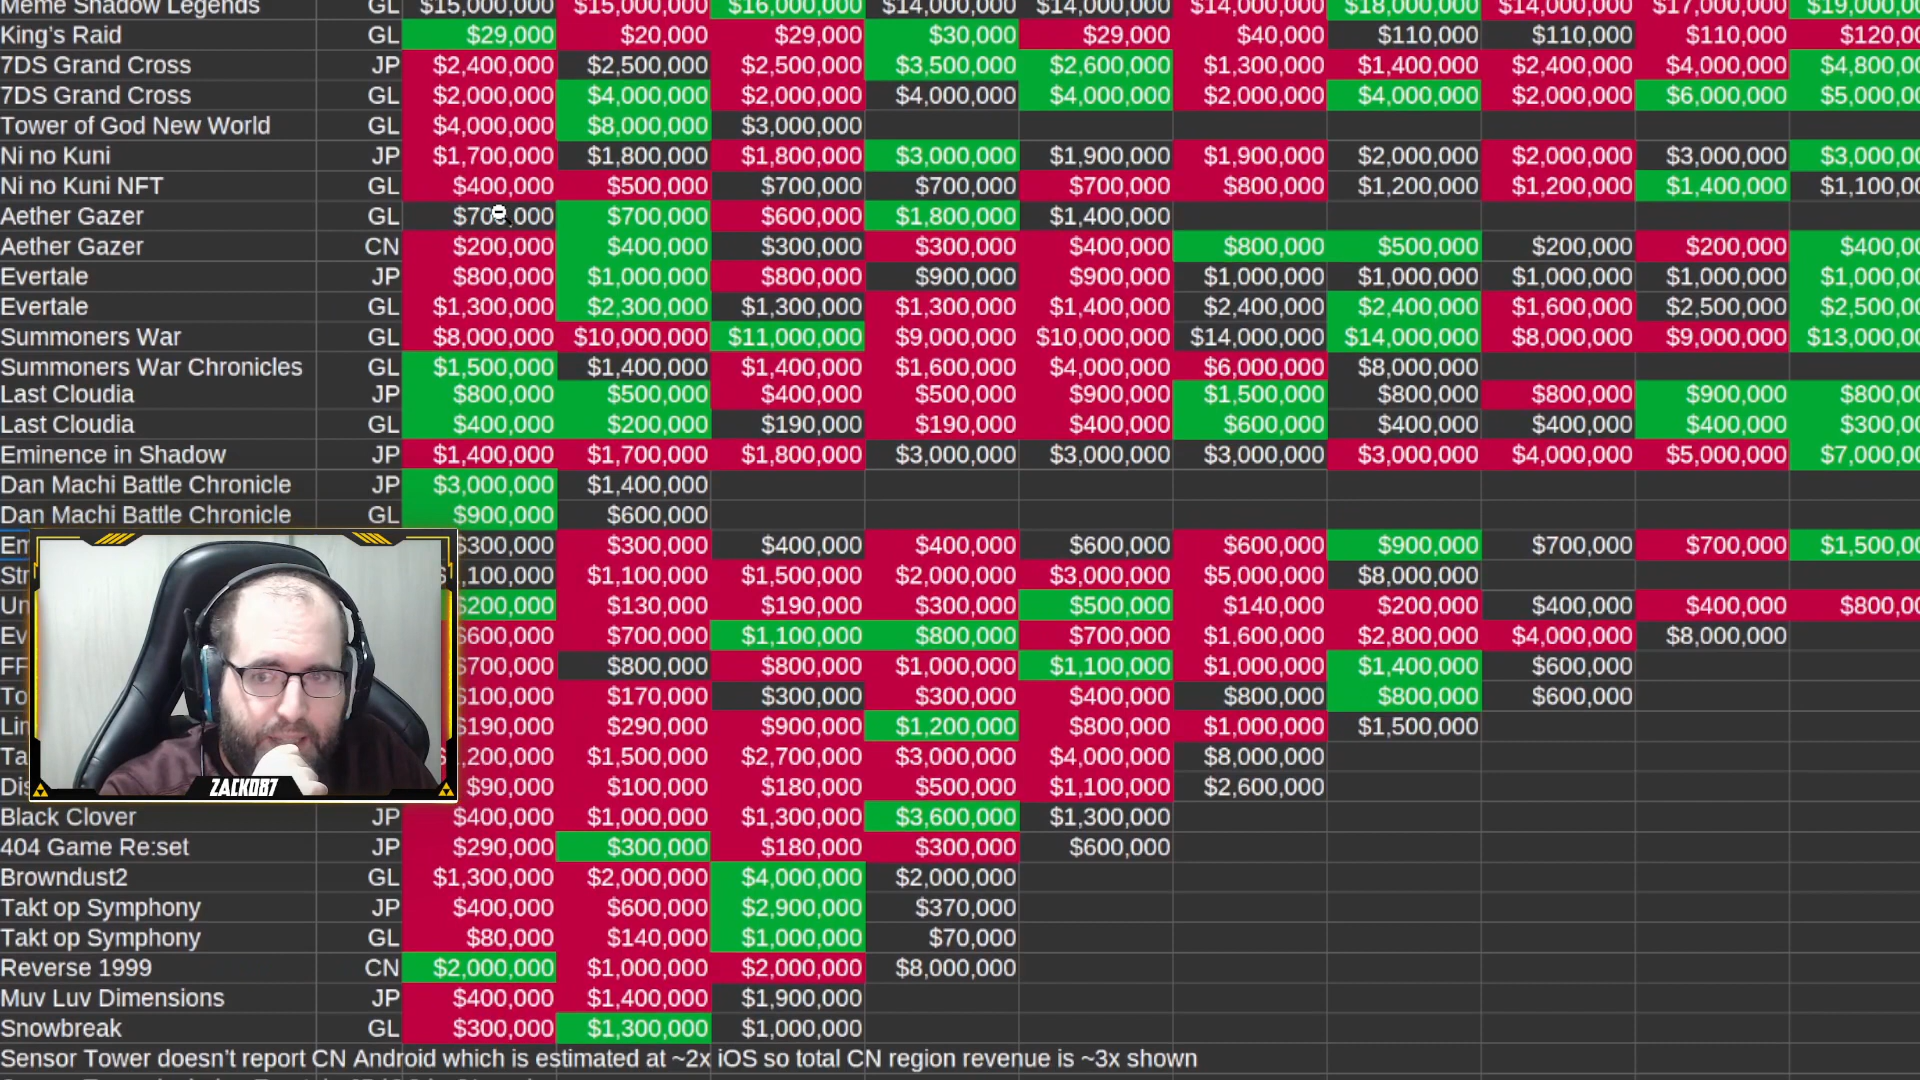 Meme Shadow Legends GL $15,000,000 $15,000,000 $16,000,000 $14,000,000 $14,000,000 $14,000,000 $18,000,000 $14,000,000 $17,000,000 $19,000,00
King's Raid GL $29,000 $20,000 $29,000 $30,000 $29,000 $40,000 $110,000 $110,000 $110,000 $120,00
7DS Grand Cross JP $2,400,000 $2,500,000 $2,500,000 $3,500,000 $2,600,000 $1,300,000 $1,400,000 $2,400,000 $4,000,000 $4,800,00
7DS Grand Cross GL $2,000,000 $4,000,000 $2,000,000 $4,000,000 $4,000,000 $2,000,000 $4,000,000 $2,000,000 $6,000,000 $5,000,00
Tower of God New World GL $4,000,000 $8,000,000 $3,000,000
Ni no Kuni JP $1,700,000 $1,800,000 $1,800,000 $3,000,000 $1,900,000 $1,900,000 $2,000,000 $2,000,000 $3,000,000 $3,000,00
Ni no Kuni NFT GL $400,000 $500,000 $700,000 $700,000 $700,000 $800,000 $1,200,000 $1,200,000 $1,400,000 $1,100,00
Aether Gazer GL $700,000 $700,000 $600,000 $1,800,000 $1,400,000
Aether Gazer CN $200,000 $400,000 $300,000 $300,000 $400,000 $800,000 $500,000 $200,000 $200,000 $400,00
Evertale JP $800,000 $1,000,000 $800,000 $900,000 $900,000 $1,000,000 $1,000,000 $1,000,000 $1,000,000 $1,000,00
Evertale GL $1,300,000 $2,300,000 $1,300,000 $1,300,000 $1,400,000 $2,400,000 $2,400,000 $1,600,000 $2,500,000 $2,500,00
Summoners War GL $8,000,000 $10,000,000 $11,000,000 $9,000,000 $10,000,000 $14,000,000 $14,000,000 $8,000,000 $9,000,000 $13,000,00
Summoners War Chronicles GL $1,500,000 $1,400,000 $1,400,000 $1,600,000 $4,000,000 $6,000,000 $8,000,000
Last Cloudia JP $800,000 $500,000 $400,000 $500,000 $900,000 $1,500,000 $800,000 $800,000 $900,000 $800,00
Last Cloudia GL $400,000 $200,000 $190,000 $190,000 $400,000 $600,000 $400,000 $400,000 $400,000 $300,00
Eminence in Shadow JP $1,400,000 $1,700,000 $1,800,000 $3,000,000 $3,000,000 $3,000,000 $3,000,000 $4,000,000 $5,000,000 $7,000,00
Dan Machi Battle Chronicle JP $3,000,000 $1,400,000
Dan Machi Battle Chronicle GL $900,000 $600,000
Em $300,000 $300,000 $400,000 $400,000 $600,000 $600,000 $900,000 $700,000 $700,000 $1,500,00
Str ,100,000 $1,100,000 $1,500,000 $2,000,000 $3,000,000 $5,000,000 $8,000,000
Un $200,000 $130,000 $190,000 $300,000 $500,000 $140,000 $200,000 $400,000 $400,000 $800,00
Ev $600,000 $700,000 $1,100,000 $800,000 $700,000 $1,600,000 $2,800,000 $4,000,000 $8,000,000
FF $700,000 $800,000 $800,000 $1,000,000 $1,100,000 $1,000,000 $1,400,000 $600,000
To $100,000 $170,000 $300,000 $300,000 $400,000 $800,000 $800,000 $600,000
Lin $190,000 $290,000 $900,000 $1,200,000 $800,000 $1,000,000 $1,500,000
Ta ,200,000 $1,500,000 $2,700,000 $3,000,000 $4,000,000 $8,000,000
Dis $90,000 $100,000 $180,000 $500,000 $1,100,000 $2,600,000
ZACK087
Black Clover JP $400,000 $1,000,000 $1,300,000 $3,600,000 $1,300,000
404 Game Re:set JP $290,000 $300,000 $180,000 $300,000 $600,000
Browndust2 GL $1,300,000 $2,000,000 $4,000,000 $2,000,000
Takt op Symphony JP $400,000 $600,000 $2,900,000 $370,000
Takt op Symphony GL $80,000 $140,000 $1,000,000 $70,000
Reverse 1999 CN $2,000,000 $1,000,000 $2,000,000 $8,000,000
Muv Luv Dimensions JP $400,000 $1,400,000 $1,900,000
Snowbreak GL $300,000 $1,300,000 $1,000,000
Sensor Tower doesn't report CN Android which is estimated at ~2x iOS so total CN region revenue is ~3x shown